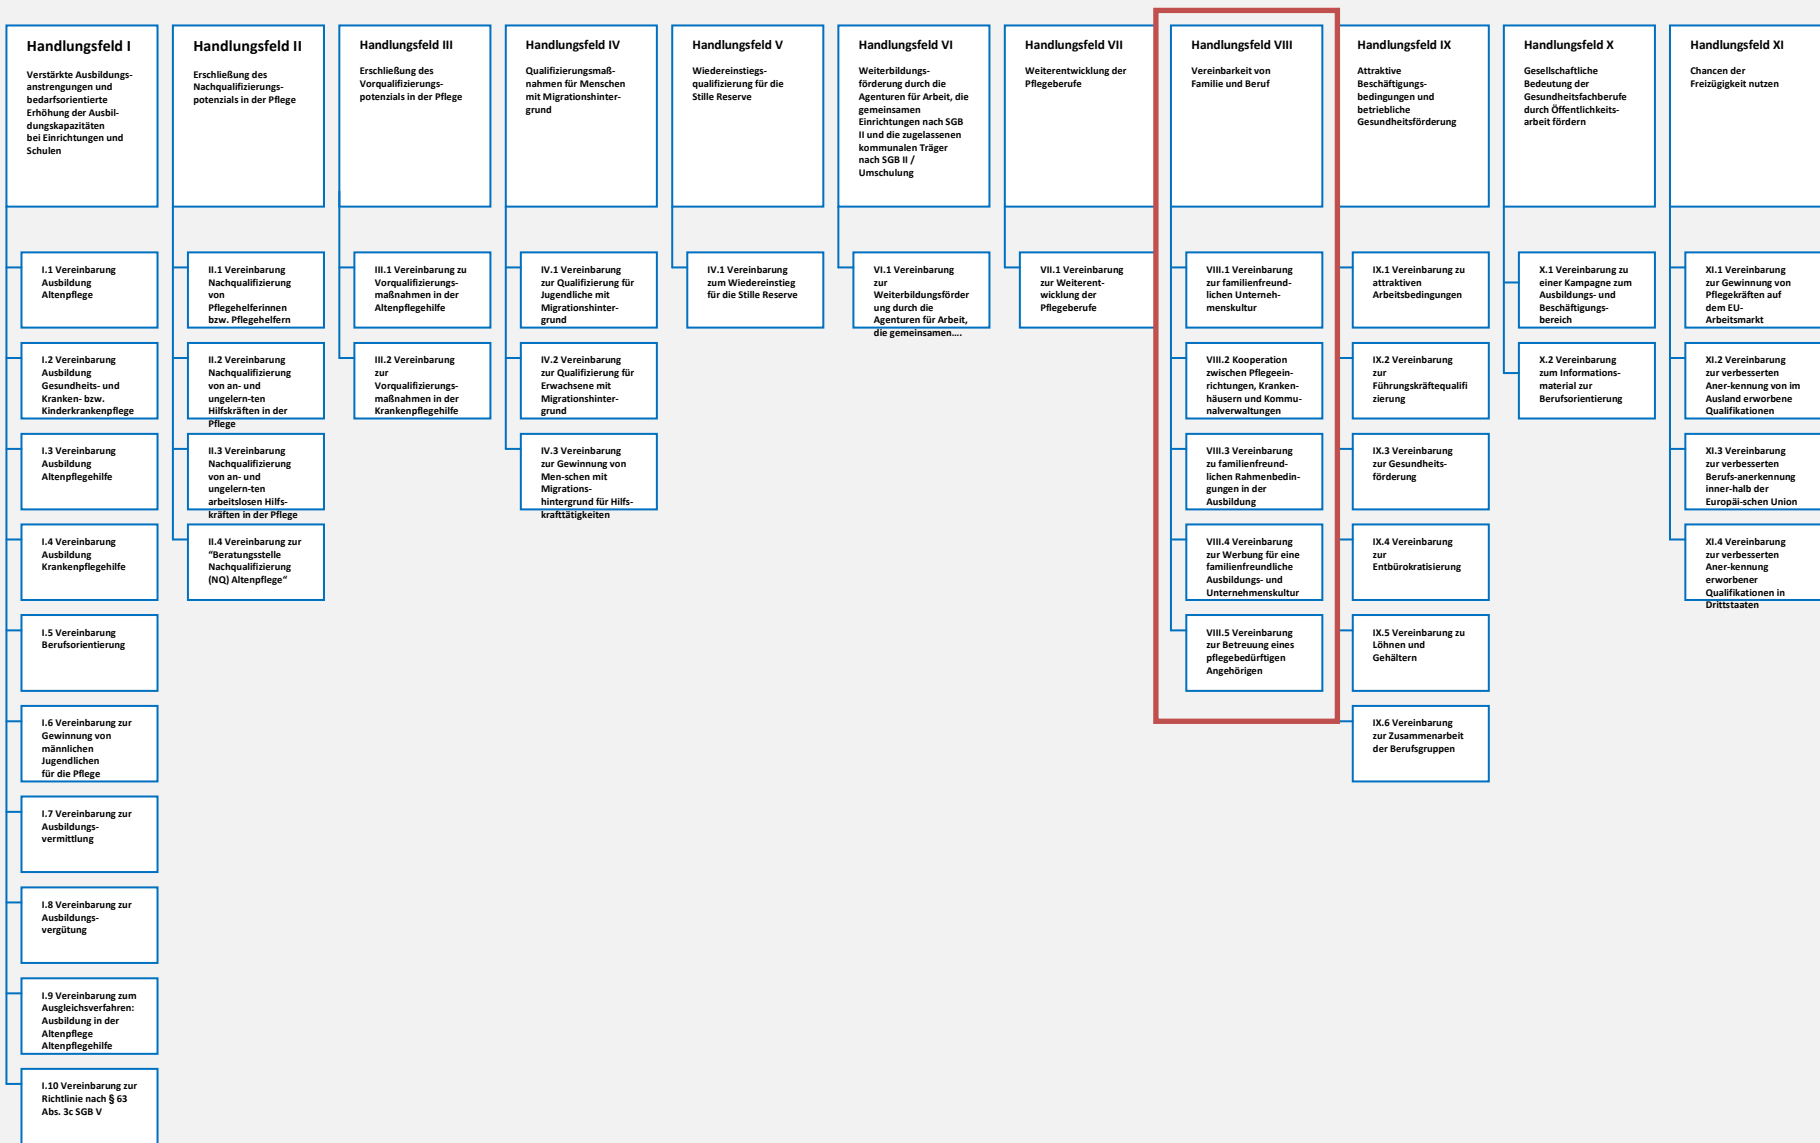 Handlungsfeld I
Verstärkte Ausbildungs-
anstrengungen und
bedarfsorientierte
Erhöhung der Ausbil-
dungskapazitäten
bei Einrichtungen und
Schulen
I.1 Vereinbarung
Ausbildung
Altenpflege
I.2 Vereinbarung
Ausbildung
Gesundheits- und
Kranken- bzw.
Kinderkrankenpflege
I.3 Vereinbarung
Ausbildung
Altenpflegehilfe
I.4 Vereinbarung
Ausbildung
Krankenpflegehilfe
I.5 Vereinbarung
Berufsorientierung
I.6 Vereinbarung zur
Gewinnung von
männlichen
Jugendlichen
für die Pflege
I.7 Vereinbarung zur
Ausbildungs-
vermittlung
I.8 Vereinbarung zur
Ausbildungs-
vergütung
I.9 Vereinbarung zum
Ausgleichsverfahren:
Ausbildung in der
Altenpflege
Altenpflegehilfe
I.10 Vereinbarung zur
Richtlinie nach § 63
Abs. 3c SGB V
Handlungsfeld II
Erschließung des
Nachqualifizierungs-
potenzials in der Pflege
II.1 Vereinbarung
Nachqualifizierung
von
Pflegehelferinnen
bzw. Pflegehelfern
II.2 Vereinbarung
Nachqualifizierung
von an- und
ungelern-ten
Hilfskräften in der
Pflege
II.3 Vereinbarung
Nachqualifizierung
von an- und
ungelern-ten
arbeitslosen Hilfs-
kräften in der Pflege
II.4 Vereinbarung zur
"Beratungsstelle
Nachqualifizierung
(NQ) Altenpflege“
Handlungsfeld III
Erschließung des
Vorqualifizierungs-
potenzials in der Pflege
III.1 Vereinbarung zu
Vorqualifizierungs-
maßnahmen in der
Altenpflegehilfe
III.2 Vereinbarung
zur
Vorqualifizierungs-
maßnahmen in der
Krankenpflegehilfe
Handlungsfeld IV
Qualifizierungsmaß-
nahmen für Menschen
mit Migrationshinter-
grund
IV.1 Vereinbarung
zur Qualifizierung für
Jugendliche mit
Migrationshinter-
grund
IV.2 Vereinbarung
zur Qualifizierung für
Erwachsene mit
Migrationshinter-
grund
IV.3 Vereinbarung
zur Gewinnung von
Men-schen mit
Migrations-
hintergrund für Hilfs-
krafttätigkeiten
Handlungsfeld V
Wiedereinstiegs-
qualifizierung für die
Stille Reserve
IV.1 Vereinbarung
zum Wiedereinstieg
für die Stille Reserve
Handlungsfeld VI
Weiterbildungs-
förderung durch die
Agenturen für Arbeit, die
gemeinsamen
Einrichtungen nach SGB
II und die zugelassenen
kommunalen Träger
nach SGB II /
Umschulung
VI.1 Vereinbarung
zur
Weiterbildungsförder
ung durch die
Agenturen für Arbeit,
die gemeinsamen....
Handlungsfeld VII
Weiterentwicklung der
Pflegeberufe
VII.1 Vereinbarung
zur Weiterent-
wicklung der
Pflegeberufe
Handlungsfeld VIII
Vereinbarkeit von
Familie und Beruf
VIII.1 Vereinbarung
zur familienfreund-
lichen Unterneh-
menskultur
VIII.2 Kooperation
zwischen Pflegeein-
richtungen, Kranken-
häusern und Kommu-
nalverwaltungen
VIII.3 Vereinbarung
zu familienfreund-
lichen Rahmenbedin-
gungen in der
Ausbildung
VIII.4 Vereinbarung
zur Werbung für eine
familienfreundliche
Ausbildungs- und
Unternehmenskultur
VIII.5 Vereinbarung
zur Betreuung eines
pflegebedürftigen
Angehörigen
Handlungsfeld IX
Attraktive
Beschäftigungs-
bedingungen und
betriebliche
Gesundheitsförderung
IX.1 Vereinbarung zu
attraktiven
Arbeitsbedingungen
IX.2 Vereinbarung
zur
Führungskräftequalifi
zierung
IX.3 Vereinbarung
zur Gesundheits-
förderung
IX.4 Vereinbarung
zur
Entbürokratisierung
IX.5 Vereinbarung zu
Löhnen und
Gehältern
IX.6 Vereinbarung
zur Zusammenarbeit
der Berufsgruppen
Handlungsfeld X
Gesellschaftliche
Bedeutung der
Gesundheitsfachberufe
durch Öffentlichkeits-
arbeit fördern
X.1 Vereinbarung zu
einer Kampagne zum
Ausbildungs- und
Beschäftigungs-
bereich
X.2 Vereinbarung
zum Informations-
material zur
Berufsorientierung
Handlungsfeld XI
Chancen der
Freizügigkeit nutzen
XI.1 Vereinbarung
zur Gewinnung von
Pflegekräften auf
dem EU-
Arbeitsmarkt
XI.2 Vereinbarung
zur verbesserten
Aner-kennung von im
Ausland erworbene
Qualifikationen
XI.3 Vereinbarung
zur verbesserten
Berufs-anerkennung
inner-halb der
Europäi-schen Union
XI.4 Vereinbarung
zur verbesserten
Aner-kennung
erworbener
Qualifikationen in
Drittstaaten